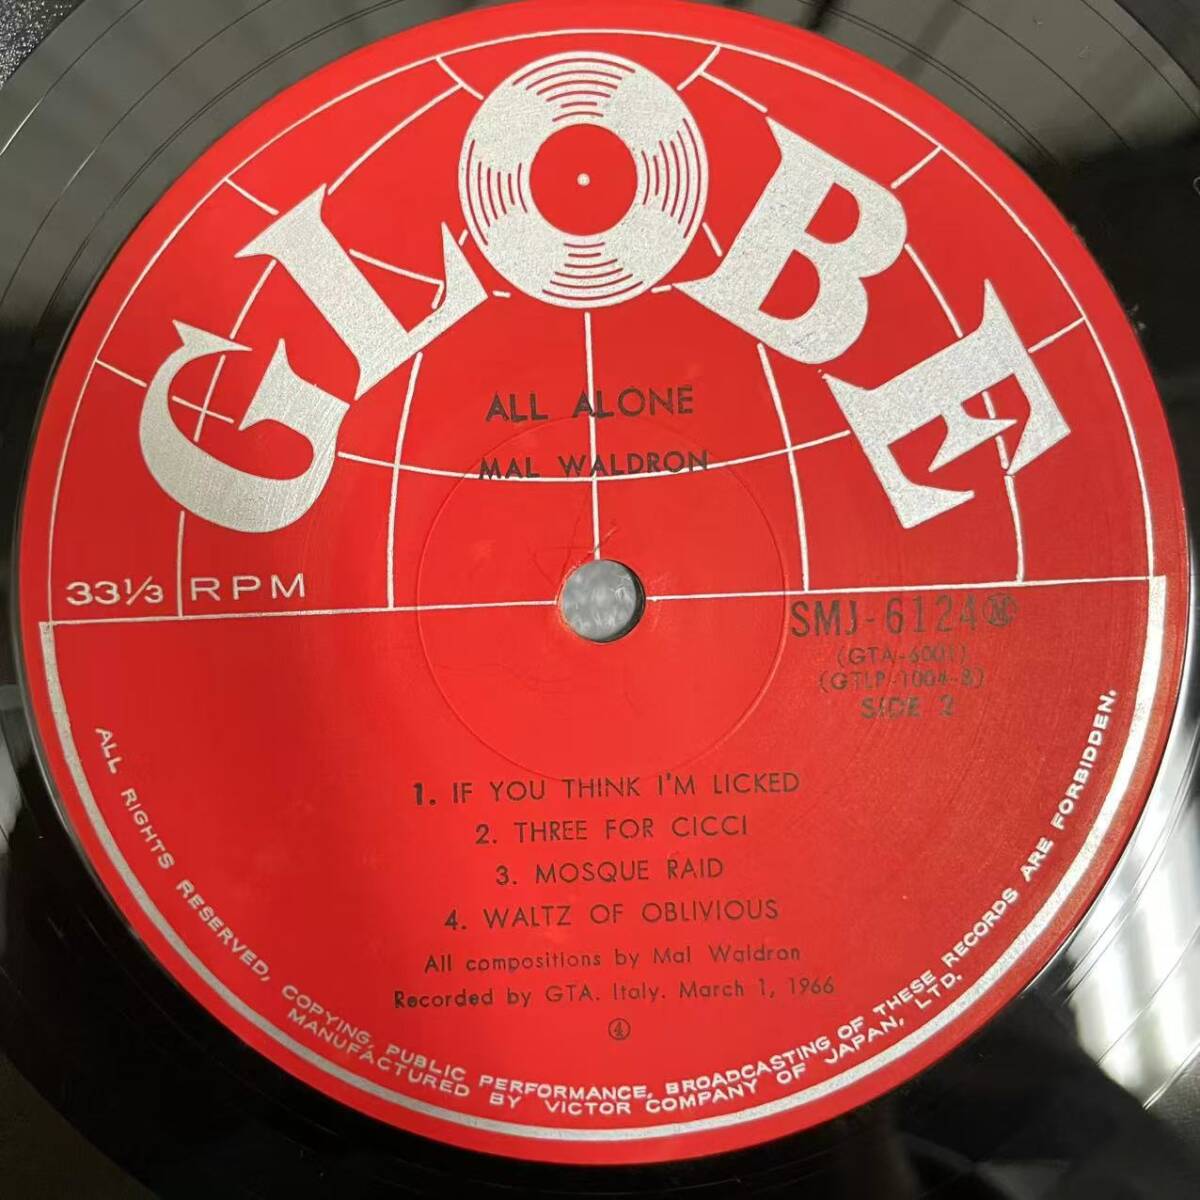 GLOBE
ALL ALONE
MAL WALDRON
33⅓ RPM
SMJ-6124 Ⓜ
(GTA-6001)
(GTLP-1004-B)
SIDE 2
1. IF YOU THINK I'M LICKED
2. THREE FOR CICCI
3. MOSQUE RAID
4. WALTZ OF OBLIVIOUS
All compositions by Mal Waldron
Recorded by GTA. Italy. March 1, 1966
④
ALL RIGHTS RESERVED, COPYING, PUBLIC PERFORMANCE, BROADCASTING OF THESE RECORDS ARE FORBIDDEN.
MANUFACTURED BY VICTOR COMPANY OF JAPAN, LTD.